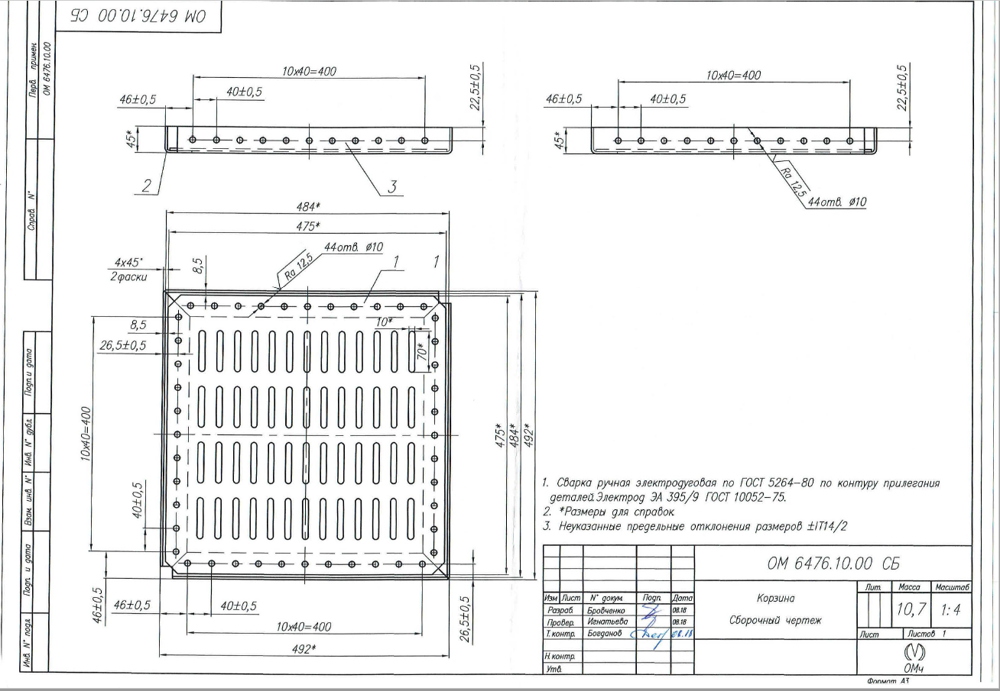 ОМ 6476.10.00 СБ
Перв. примен.
ОМ 6476.10.00
Справ. N°
Подп. и дата
Инв. N° дубл.
Взам. инв. N°
Подп. и дата
Инв. N° подл.
10х40=400
46±0,5
40±0,5
22,5±0,5
45*
2
3
10х40=400
46±0,5
40±0,5
22,5±0,5
45*
Ra 12,5
44отв. ø10
484*
475*
44отв. ø10
Ra 12,5
1
1
4х45°
2фаски
8,5
8,5
26,5±0,5
10*
70*
10х40=400
40±0,5
46±0,5
475*
484*
492*
46±0,5
40±0,5
26,5±0,5
10х40=400
492*
1. Сварка ручная электродуговая по ГОСТ 5264-80 по контуру прилегания
деталей.Электрод ЭА 395/9 ГОСТ 10052-75.
2. *Размеры для справок
3. Неуказанные предельные отклонения размеров ±IT14/2
ОМ 6476.10.00 СБ
Изм Лист N° докум. Подп. Дата
Разраб. Бровченко 08.18
Провер. Игнатьева 08.18
Т.контр. Богданов 08.18
Н.контр.
Утв.
Корзина
Сборочный чертеж
Лит. Масса Масштаб
10,7 1:4
Лист Листов 1
ОМч
Формат А3